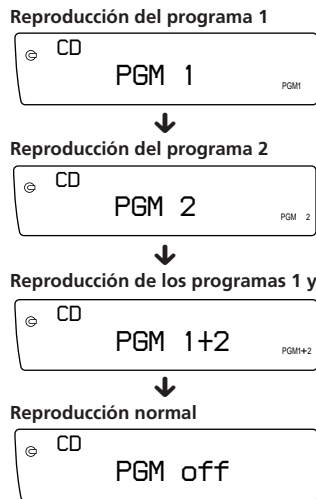 Reproducción del programa 1
CD
PGM 1
PGM1
Reproducción del programa 2
CD
PGM 2
PGM 2
Reproducción de los programas 1 y
CD
PGM 1+2
PGM1+2
Reproducción normal
CD
PGM off